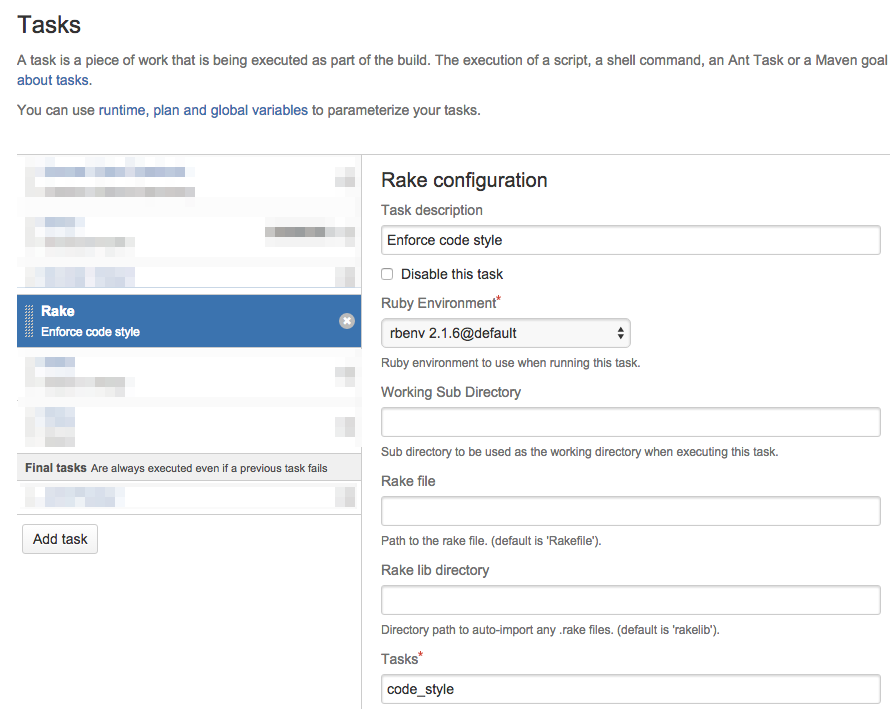 Tasks
A task is a piece of work that is being executed as part of the build. The execution of a script, a shell command, an Ant Task or a Maven goal
about tasks.
You can use runtime, plan and global variables to parameterize your tasks.
Rake
Enforce code style
Final tasks Are always executed even if a previous task fails
Add task
Rake configuration
Task description
Enforce code style
Disable this task
Ruby Environment*
rbenv 2.1.6@default
Ruby environment to use when running this task.
Working Sub Directory
Sub directory to be used as the working directory when executing this task.
Rake file
Path to the rake file. (default is 'Rakefile').
Rake lib directory
Directory path to auto-import any .rake files. (default is 'rakelib').
Tasks*
code_style